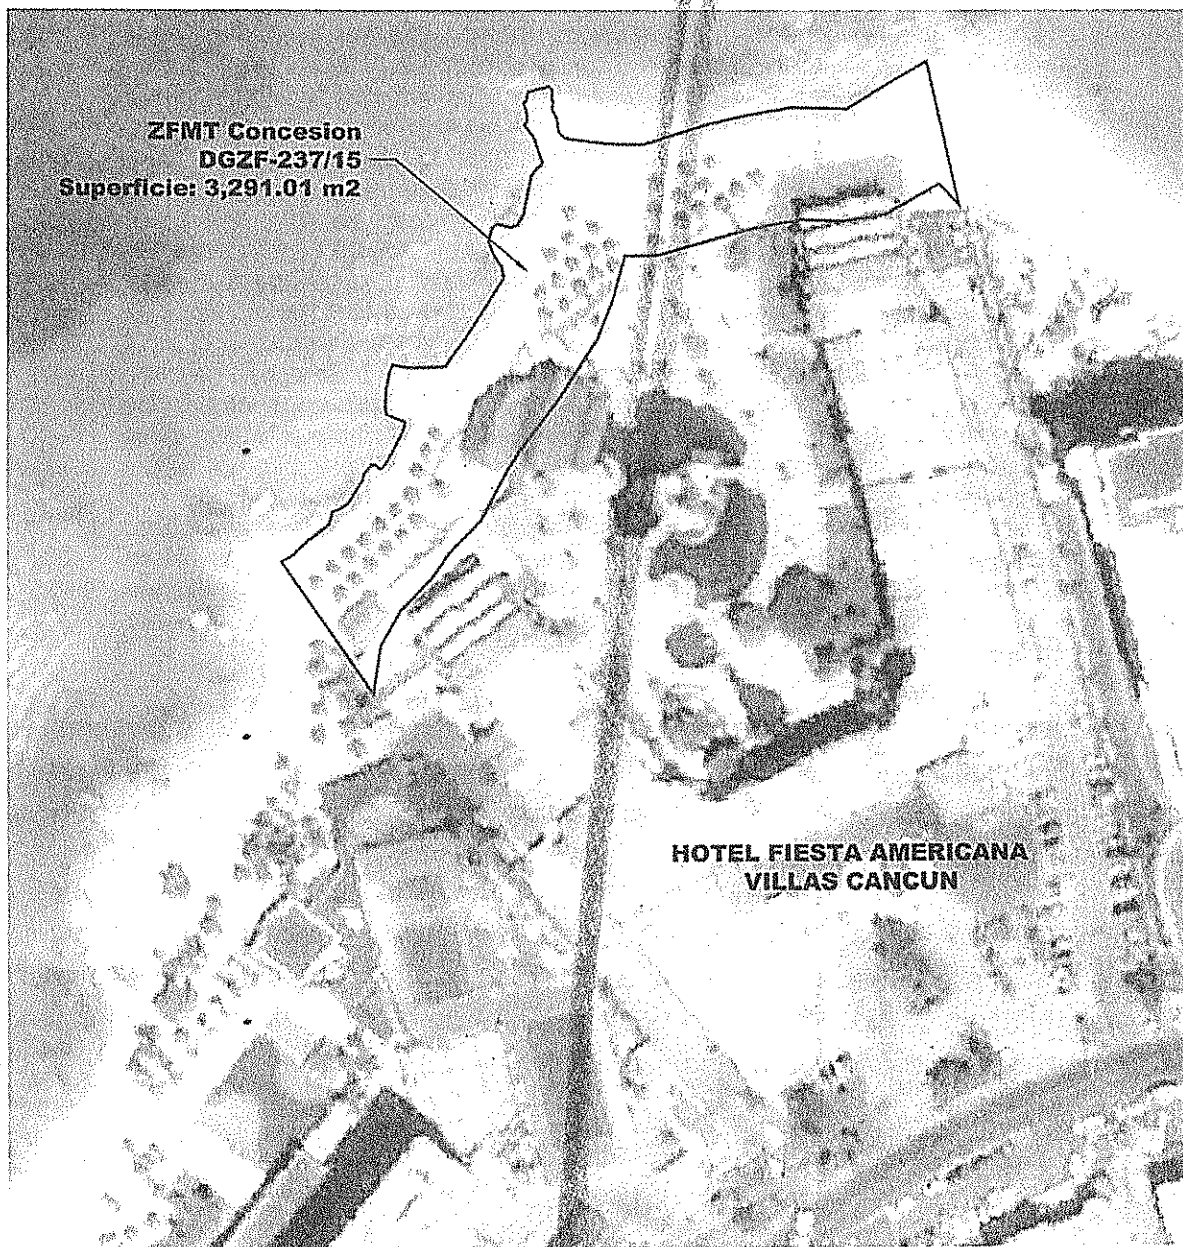 ZFMT Concesion
DGZF-237/15
Superficie: 3,291.01 m2
HOTEL FIESTA AMERICANA
VILLAS CANCUN